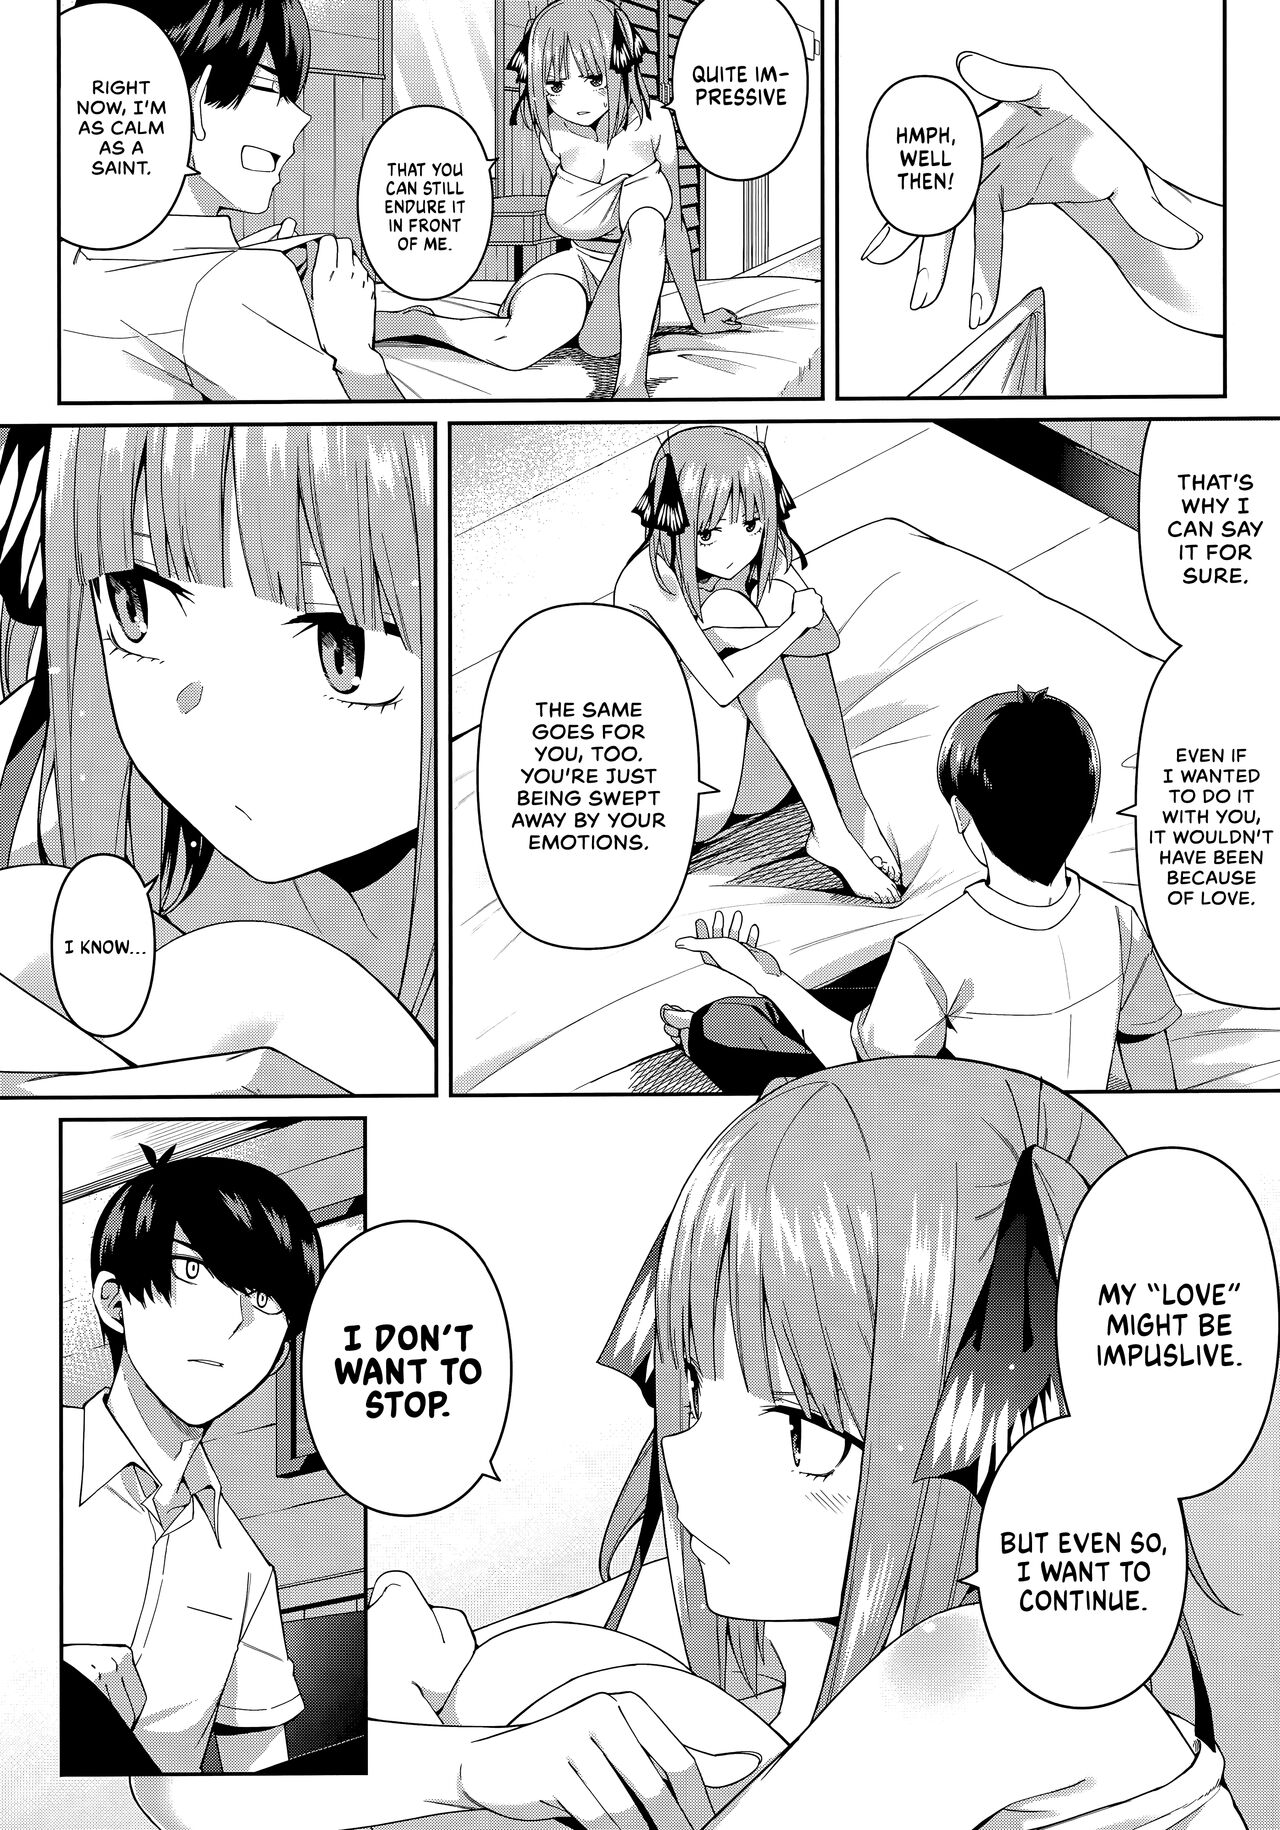 HMPH,
WELL
THEN!
QUITE IM-
PRESSIVE
THAT YOU
CAN STILL
ENDURE IT
IN FRONT
OF ME.
RIGHT
NOW, I'M
AS CALM
AS A
SAINT.
THAT'S
WHY I
CAN SAY
IT FOR
SURE.
EVEN IF
I WANTED
TO DO IT
WITH YOU,
IT WOULDN'T
HAVE BEEN
BECAUSE
OF LOVE.
THE SAME
GOES FOR
YOU, TOO.
YOU'RE JUST
BEING SWEPT
AWAY BY YOUR
EMOTIONS.
I KNOW...
MY "LOVE"
MIGHT BE
IMPUSLIVE.
BUT EVEN SO,
I WANT TO
CONTINUE.
I DON'T
WANT TO
STOP.